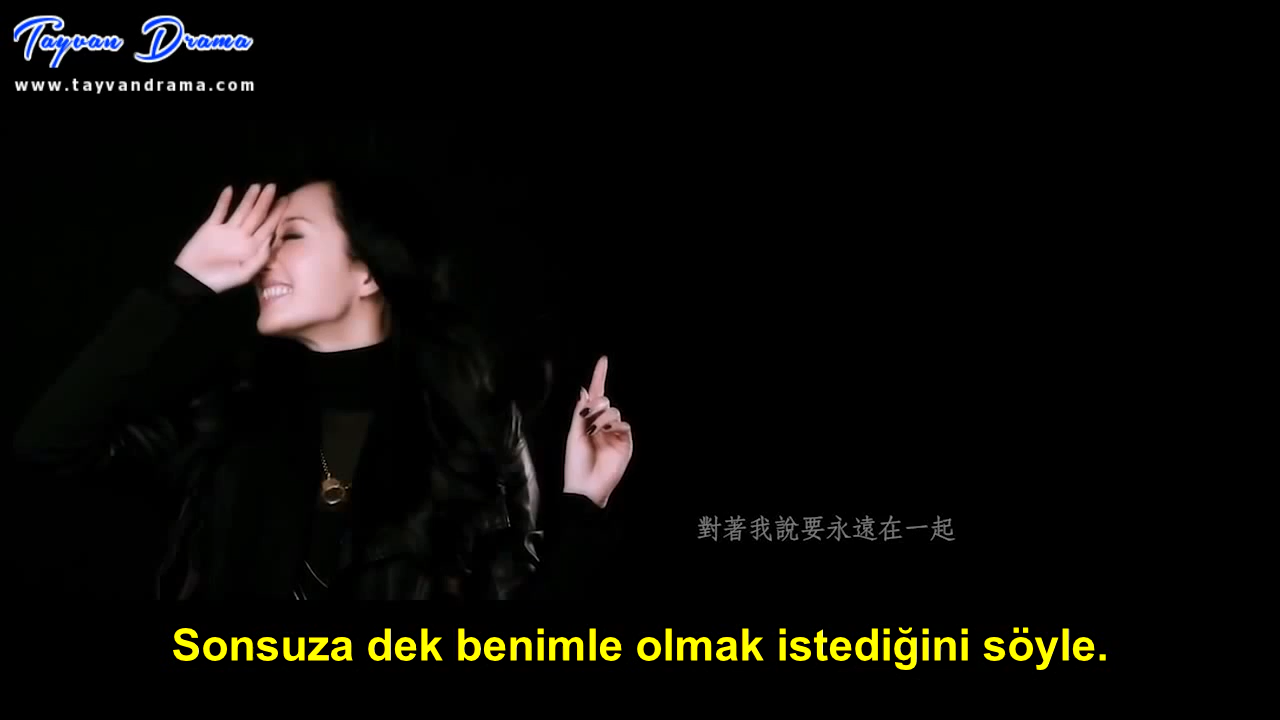 Tayvan Drama
www.tayvandrama.com
對著我說要永遠在一起
Sonsuza dek benimle olmak istediğini söyle.